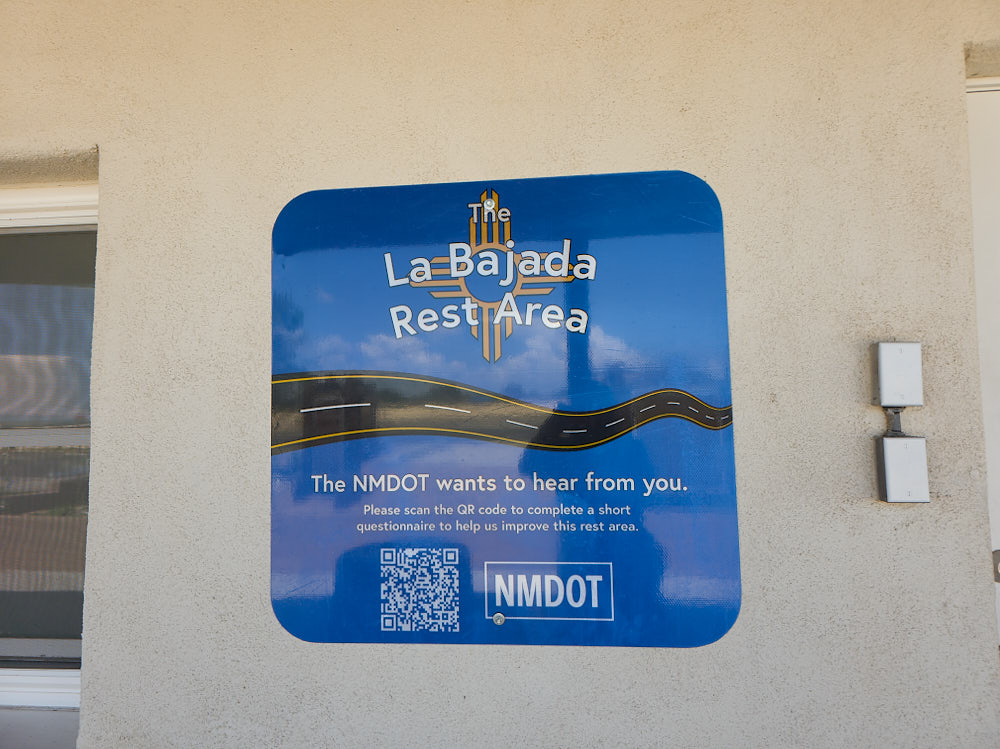 The
La Bajada
Rest Area
The NMDOT wants to hear from you.
Please scan the QR code to complete a short
questionnaire to help us improve this rest area.
NMDOT